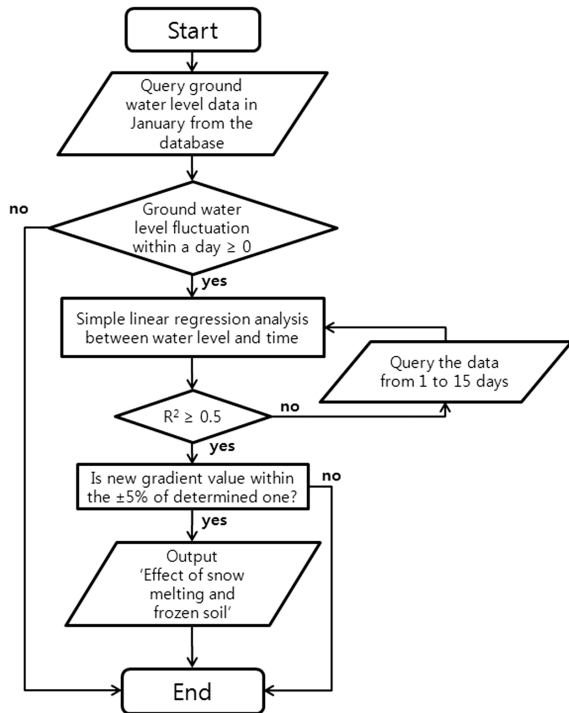 Start
Query ground
water level data in
January from the
database
no
Ground water
level fluctuation
within a day ≥ 0
yes
Simple linear regression analysis
between water level and time
Query the data
from 1 to 15 days
R² ≥ 0.5
no
yes
Is new gradient value within
the ±5% of determined one?
no
yes
Output
'Effect of snow
melting and
frozen soil'
End